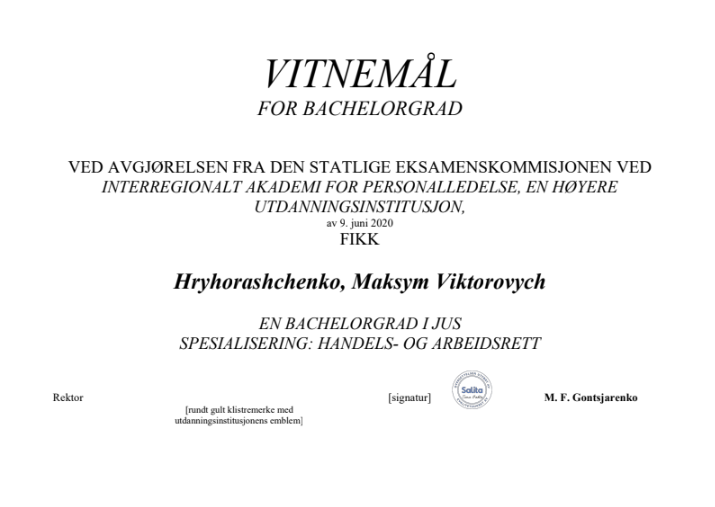 VITNEMÅL
FOR BACHELORGRAD
VED AVGJØRELSEN FRA DEN STATLIGE EKSAMENSKOMMISJONEN VED
INTERREGIONALT AKADEMI FOR PERSONALLEDELSE, EN HØYERE
UTDANNINGSINSTITUSJON,
av 9. juni 2020
FIKK
Hryhorashchenko, Maksym Viktorovych
EN BACHELORGRAD I JUS
SPESIALISERING: HANDELS- OG ARBEIDSRETT
Rektor
[signatur]
Salita
M. F. Gontsjarenko
[rundt gult klistremerke med
utdanningsinstitusjonens emblem]